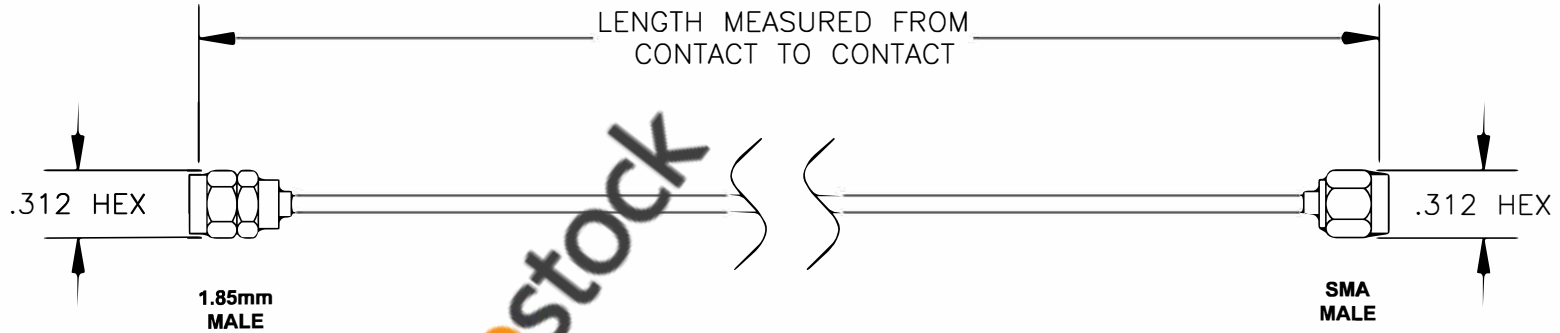 LENGTH MEASURED FROM
CONTACT TO CONTACT
.312 HEX
.312 HEX
1.85mm
MALE
SMA
MALE
stock